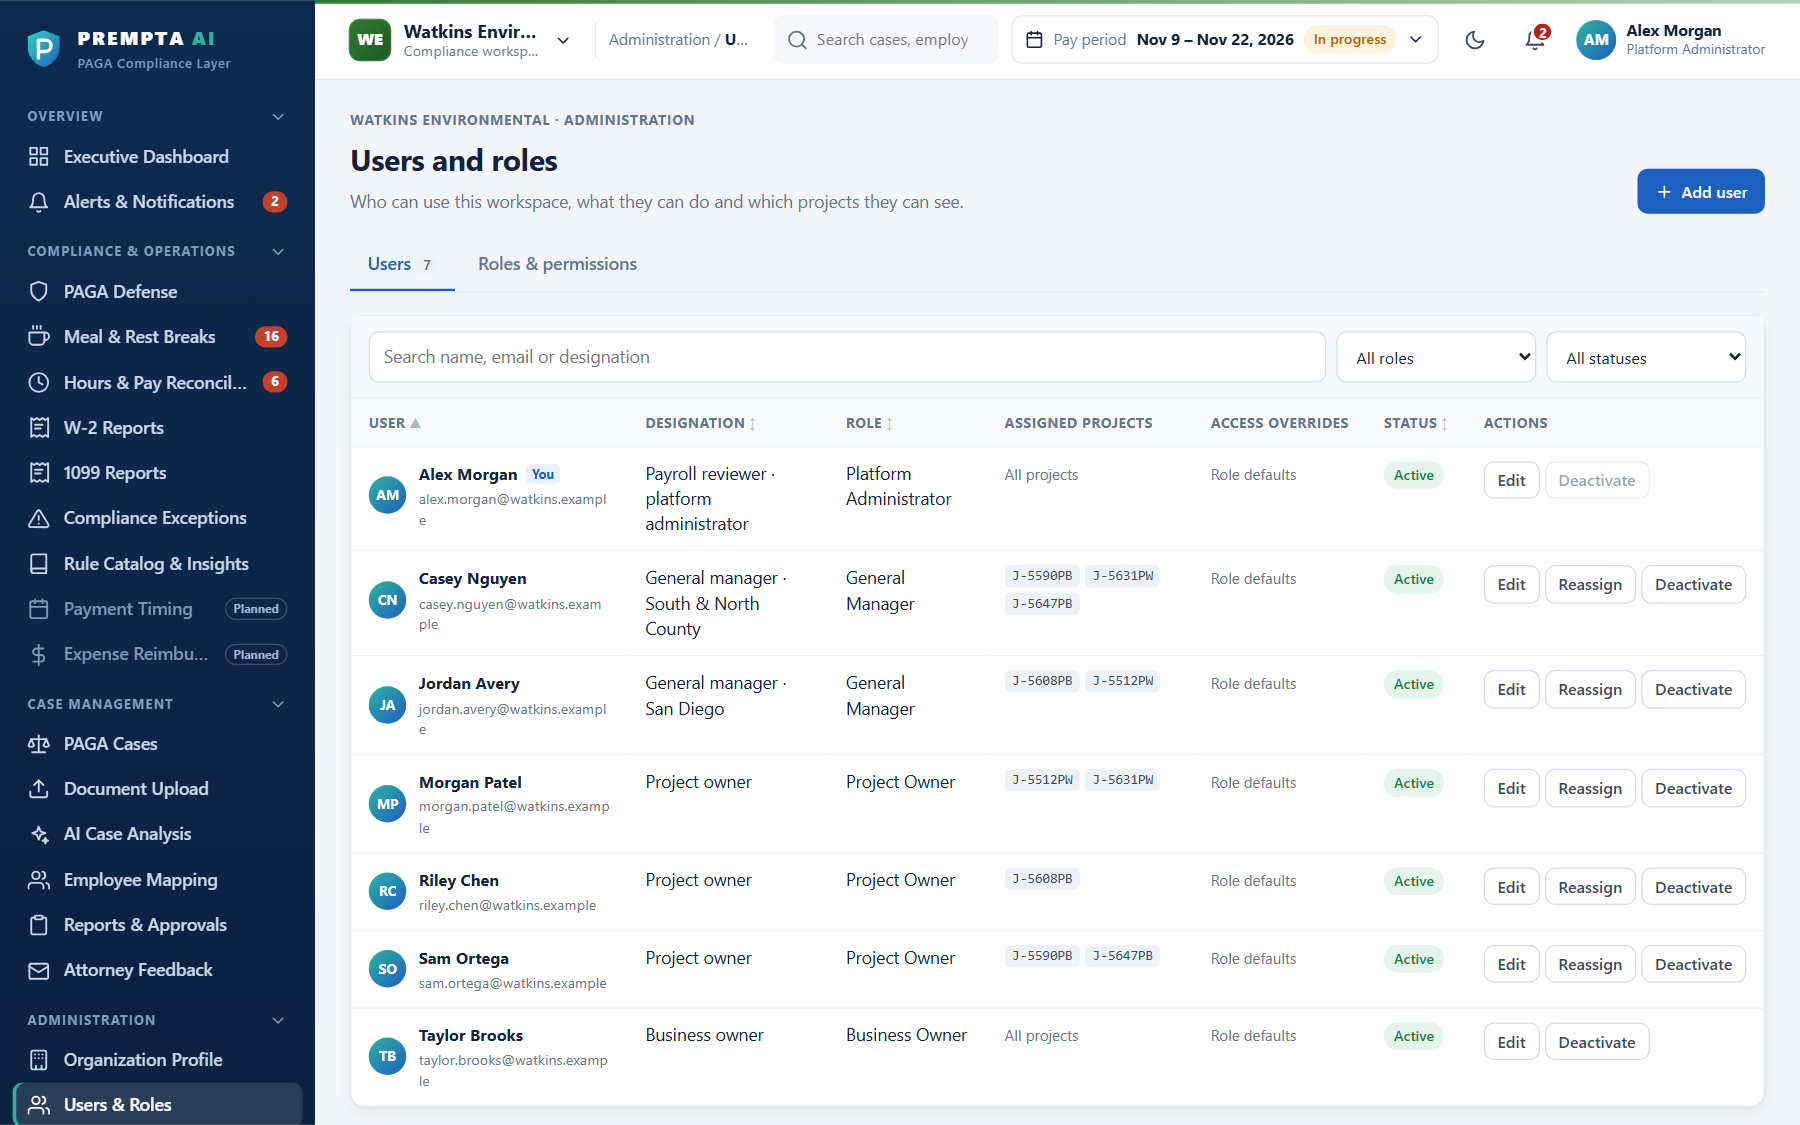 PREMPTA AI
PAGA Compliance Layer
OVERVIEW
Executive Dashboard
Alerts & Notifications 2
COMPLIANCE & OPERATIONS
PAGA Defense
Meal & Rest Breaks 16
Hours & Pay Reconcil... 6
W-2 Reports
1099 Reports
Compliance Exceptions
Rule Catalog & Insights
Payment Timing Planned
Expense Reimbu... Planned
CASE MANAGEMENT
PAGA Cases
Document Upload
AI Case Analysis
Employee Mapping
Reports & Approvals
Attorney Feedback
ADMINISTRATION
Organization Profile
Users & Roles
WE
Watkins Envir...
Compliance worksp...
Administration / U...
Search cases, employ
Pay period Nov 9 – Nov 22, 2026 In progress
2
AM
Alex Morgan
Platform Administrator
WATKINS ENVIRONMENTAL · ADMINISTRATION
Users and roles
Who can use this workspace, what they can do and which projects they can see.
+ Add user
Users 7
Roles & permissions
Search name, email or designation
All roles
All statuses
USER DESIGNATION ROLE ASSIGNED PROJECTS ACCESS OVERRIDES STATUS ACTIONS
AM
Alex Morgan You
alex.morgan@watkins.exampl
e
Payroll reviewer ·
platform
administrator
Platform
Administrator
All projects
Role defaults
Active
Edit Deactivate
CN
Casey Nguyen
casey.nguyen@watkins.exam
ple
General manager ·
South & North
County
General
Manager
J-5590PB J-5631PW
J-5647PB
Role defaults
Active
Edit Reassign Deactivate
JA
Jordan Avery
jordan.avery@watkins.exampl
e
General manager ·
San Diego
General
Manager
J-5608PB J-5512PW
Role defaults
Active
Edit Reassign Deactivate
MP
Morgan Patel
morgan.patel@watkins.examp
le
Project owner
Project Owner
J-5512PW J-5631PW
Role defaults
Active
Edit Reassign Deactivate
RC
Riley Chen
riley.chen@watkins.example
Project owner
Project Owner
J-5608PB
Role defaults
Active
Edit Reassign Deactivate
SO
Sam Ortega
sam.ortega@watkins.example
Project owner
Project Owner
J-5590PB J-5647PB
Role defaults
Active
Edit Reassign Deactivate
TB
Taylor Brooks
taylor.brooks@watkins.examp
le
Business owner
Business Owner
All projects
Role defaults
Active
Edit Deactivate